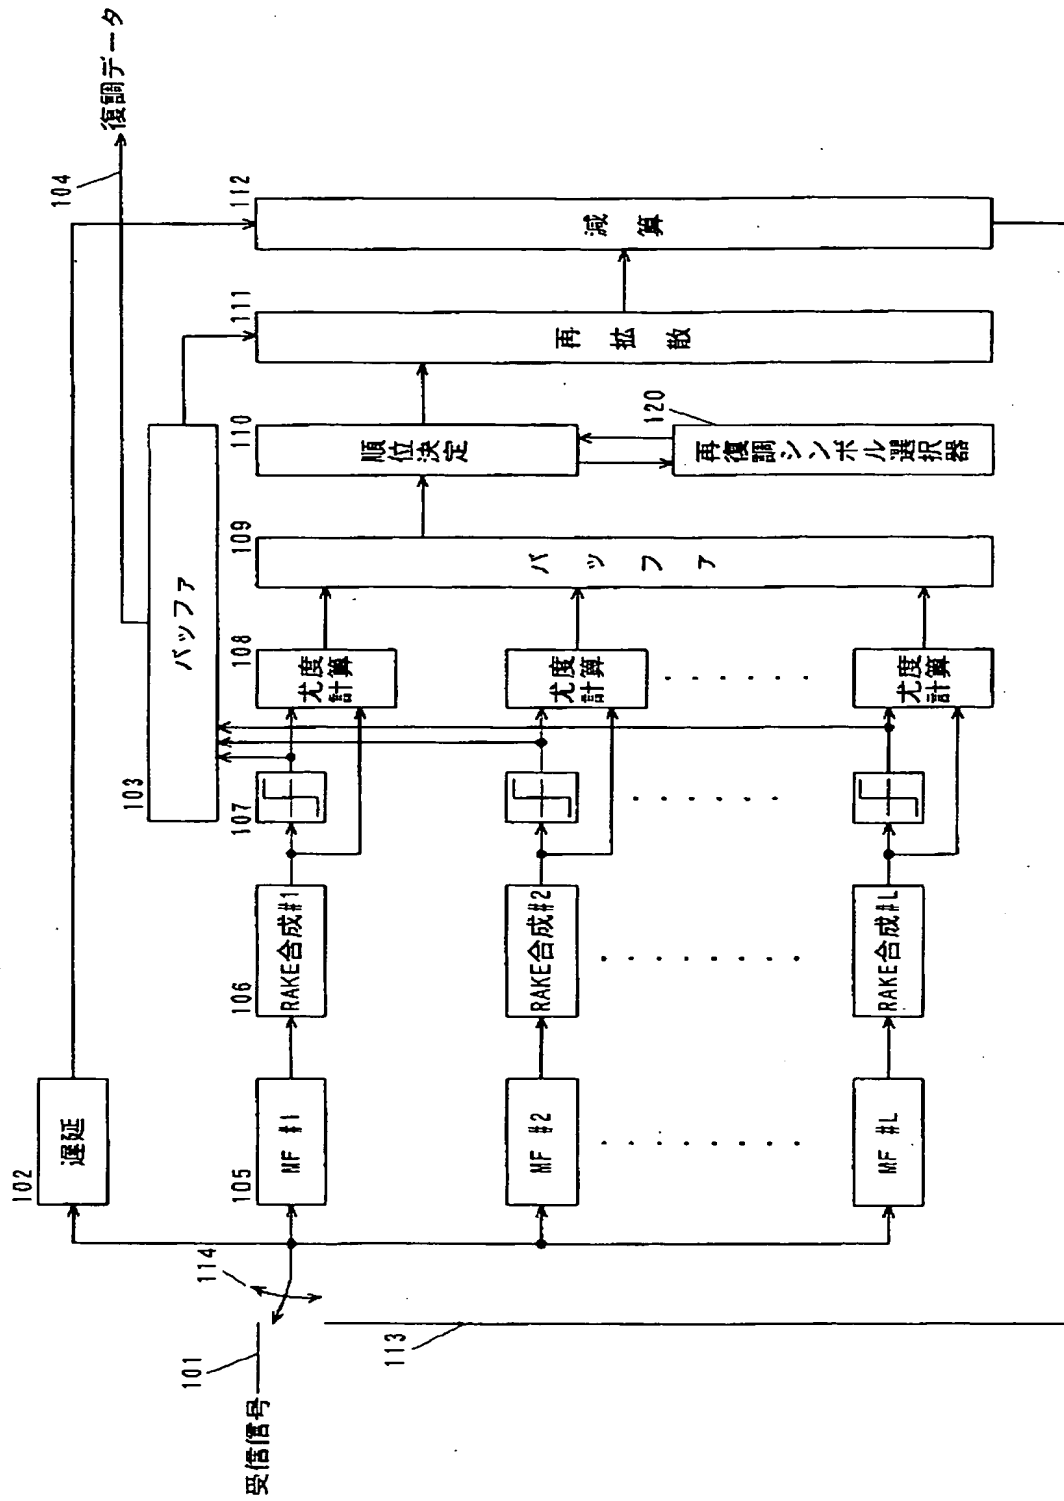 受信信号
101
113
114
102
遅延
105
MF #1
MF #2
MF #L
106
RAKE合成#1
RAKE合成#2
RAKE合成#L
107
103
バッファ
108
尤度
計算
尤度
計算
尤度
計算
109
バッファ
110
順位決定
120
再復調シンボル選択器
111
再拡散
112
減算
104
復調データ